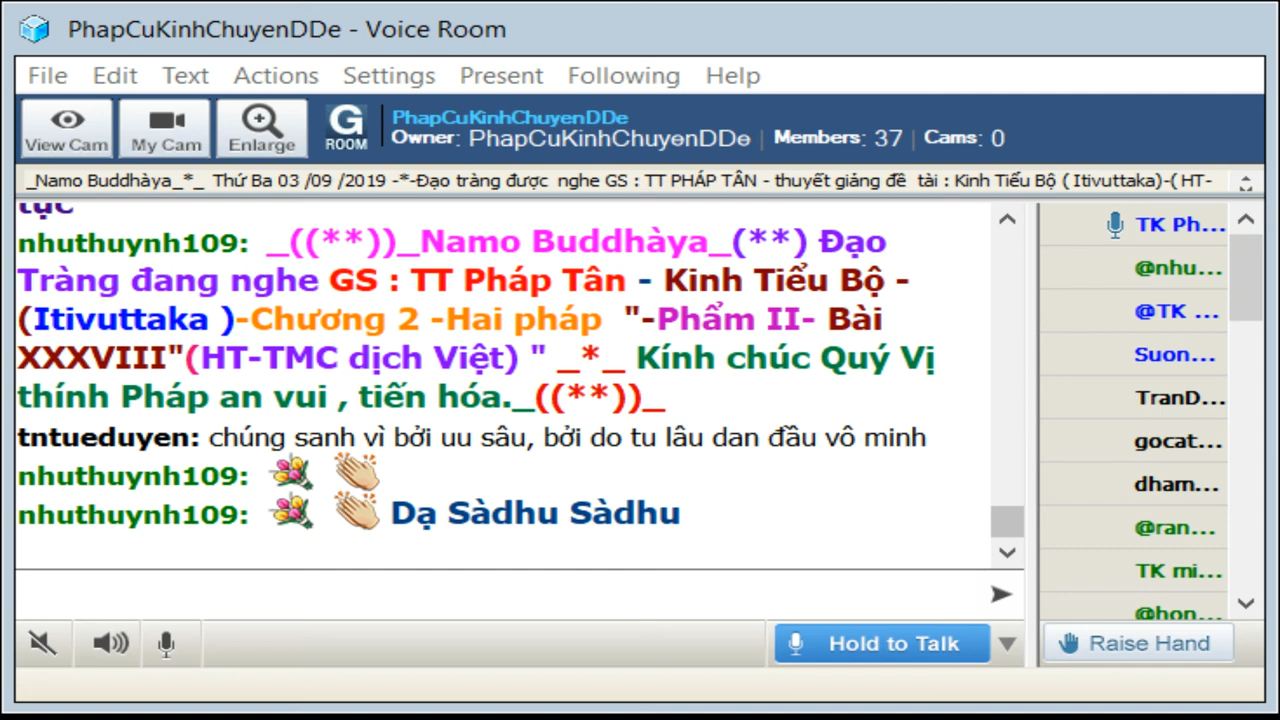 PhapCuKinhChuyenDDe - Voice Room
File Edit Text Actions Settings Present Following Help
View Cam My Cam Enlarge G ROOM
PhapCuKinhChuyenDDe
Owner: PhapCuKinhChuyenDDe | Members: 37 | Cams: 0
_Namo Buddhàya_*_ Thứ Ba 03 /09 /2019 -*-Đạo tràng được nghe GS : TT PHÁP TÂN - thuyết giảng đề tài : Kinh Tiểu Bộ ( Itivuttaka)-( HT-
tục
nhuthuynh109: _((**))_Namo Buddhàya_(**) Đạo
Tràng đang nghe GS : TT Pháp Tân - Kinh Tiểu Bộ -
(Itivuttaka )-Chương 2 -Hai pháp "-Phẩm II- Bài
XXXVIII"(HT-TMC dịch Việt) " _*_ Kính chúc Quý Vị
thính Pháp an vui , tiến hóa._((**))_
tntueduyen: chúng sanh vì bởi uu sâu, bởi do tu lâu dan đầu vô minh
nhuthuynh109:
nhuthuynh109: Dạ Sàdhu Sàdhu
TK Ph...
@nhu...
@TK ...
Suon...
TranD...
gocat...
dham...
@ran...
TK mi...
@hon...
Hold to Talk
Raise Hand